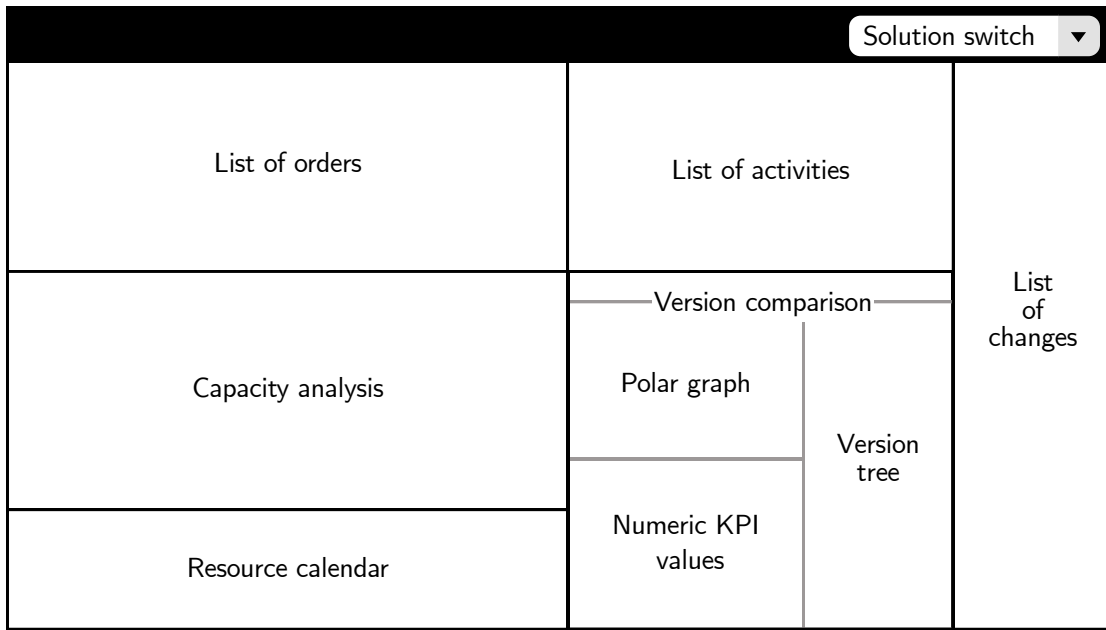 Solution switch
List of orders
List of activities
List
of
changes
Version comparison
Capacity analysis
Polar graph
Version
tree
Numeric KPI
values
Resource calendar